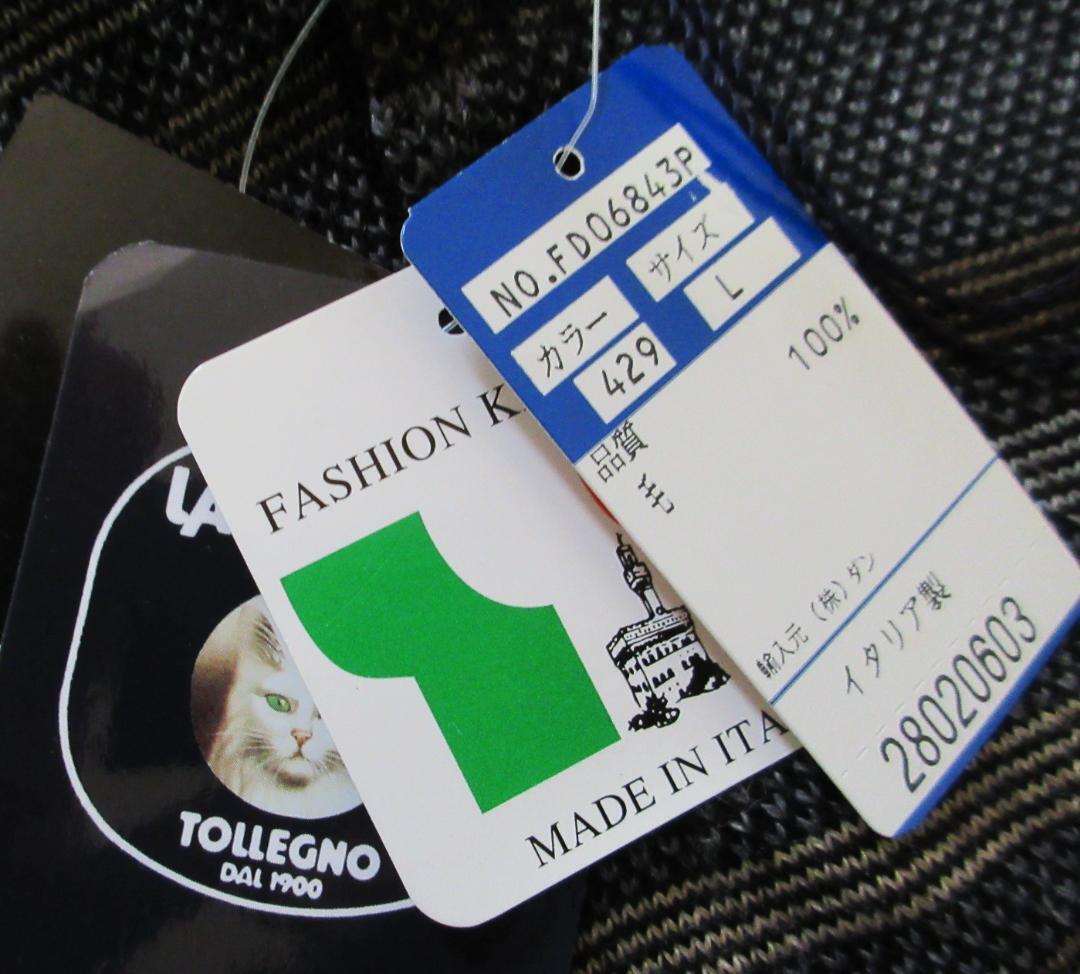 NO.FD06843P
カラー サイズ
429 L
品質
毛 100%
輸入元 (株)ダン
イタリア製
28020603
FASHION K
MADE IN ITA
LA
TOLLEGNO
DAL 1900